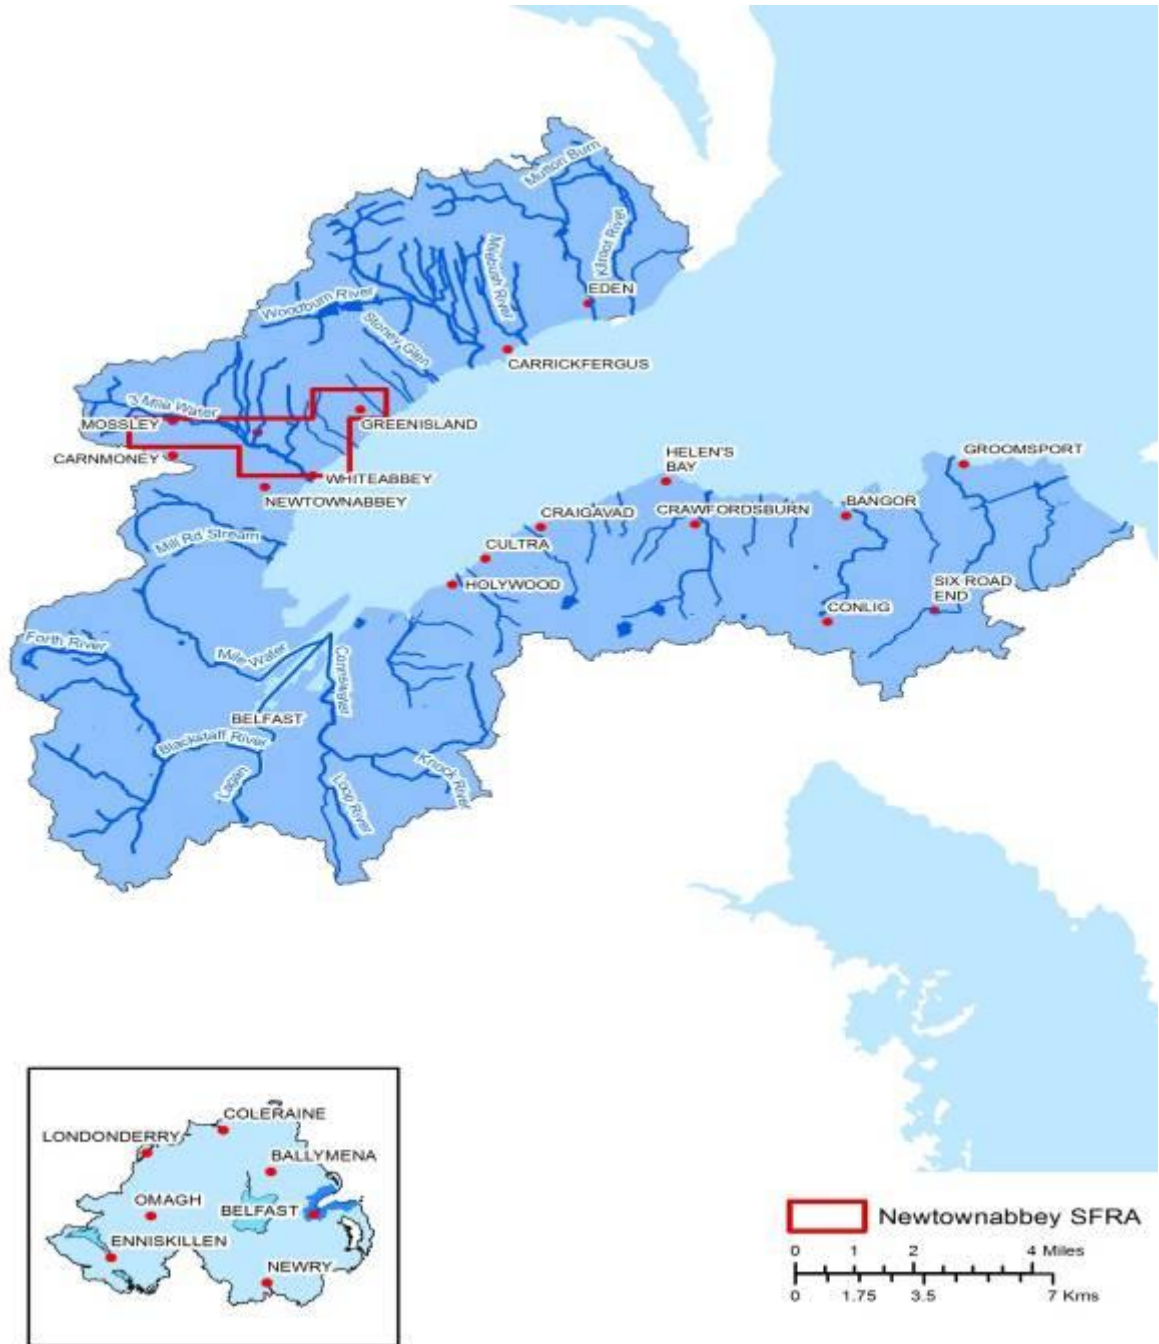 Mutton Burn
Kilroot River
EDEN
Woodburn River
Stoney Glen
CARRICKFERGUS
3 Mile Water
MOSSLEY
GREENISLAND
CARNMONEY
WHITEABBEY
NEWTOWNABBEY
HELEN'S
BAY
GROOMSPORT
BANGOR
CRAIGAVAD
CRAWFORDSBURN
Mill Rd Stream
CULTRA
HOLYWOOD
SIX ROAD
END
CONLIG
Forth River
Mile Water
Connswater
BELFAST
Blackstaff River
Lagan
Loop River
Knock River
COLERAINE
LONDONDERRY
BALLYMENA
OMAGH
BELFAST
ENNISKILLEN
NEWRY
Newtownabbey SFRA
0 1 2 4 Miles
0 1.75 3.5 7 Kms